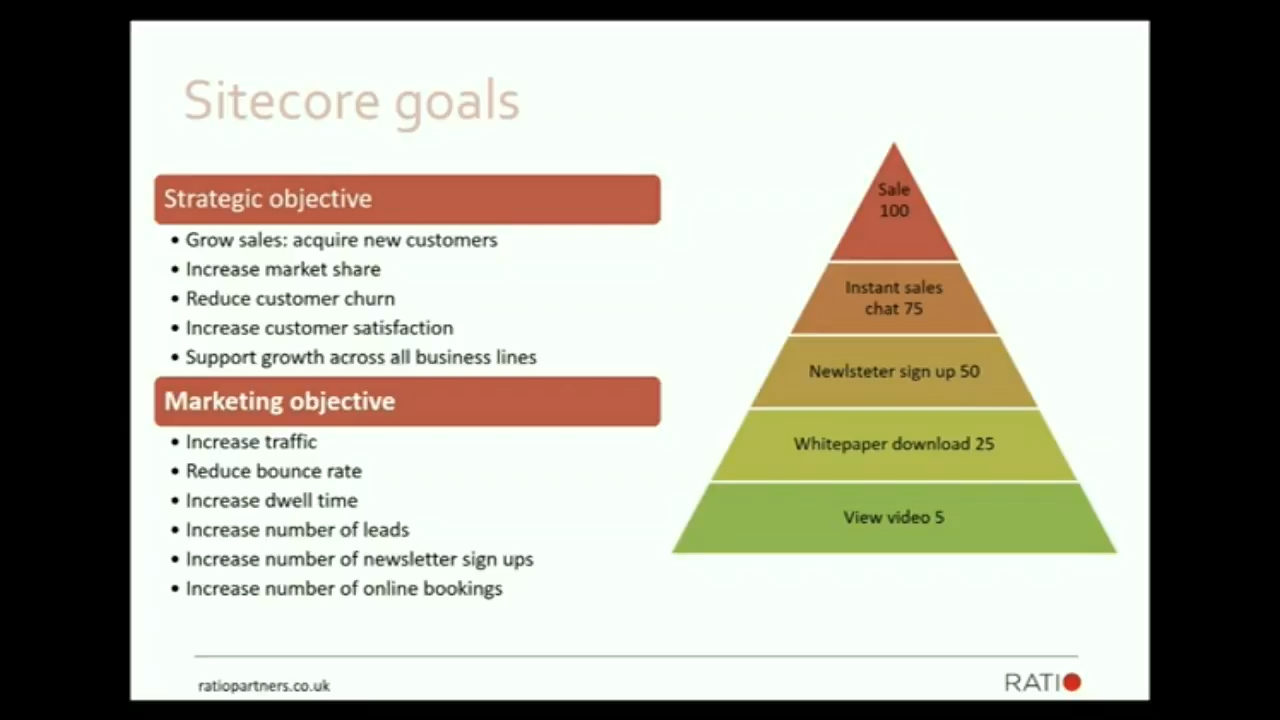 Sitecore goals
Strategic objective
• Grow sales: acquire new customers
• Increase market share
• Reduce customer churn
• Increase customer satisfaction
• Support growth across all business lines
Marketing objective
• Increase traffic
• Reduce bounce rate
• Increase dwell time
• Increase number of leads
• Increase number of newsletter sign ups
• Increase number of online bookings
Sale
100
Instant sales
chat 75
Newlsteter sign up 50
Whitepaper download 25
View video 5
ratiopartners.co.uk
RATIO